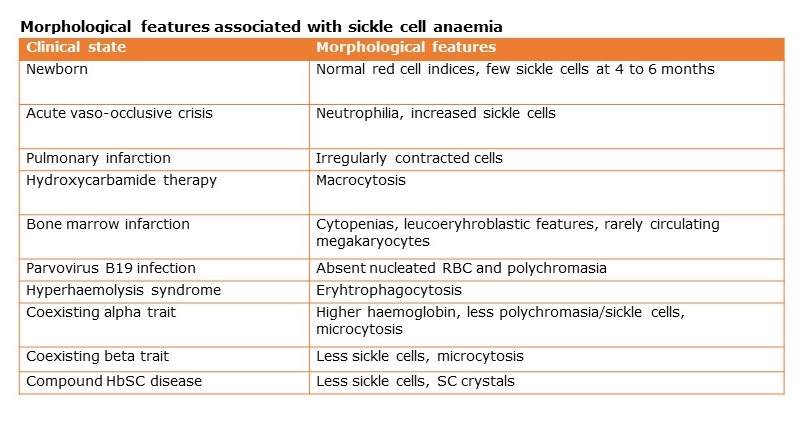 Morphological features associated with sickle cell anaemia
Clinical state Morphological features
Newborn Normal red cell indices, few sickle cells at 4 to 6 months
Acute vaso-occlusive crisis Neutrophilia, increased sickle cells
Pulmonary infarction Irregularly contracted cells
Hydroxycarbamide therapy Macrocytosis
Bone marrow infarction Cytopenias, leucoeryhroblastic features, rarely circulating
megakaryocytes
Parvovirus B19 infection Absent nucleated RBC and polychromasia
Hyperhaemolysis syndrome Eryhtrophagocytosis
Coexisting alpha trait Higher haemoglobin, less polychromasia/sickle cells,
microcytosis
Coexisting beta trait Less sickle cells, microcytosis
Compound HbSC disease Less sickle cells, SC crystals